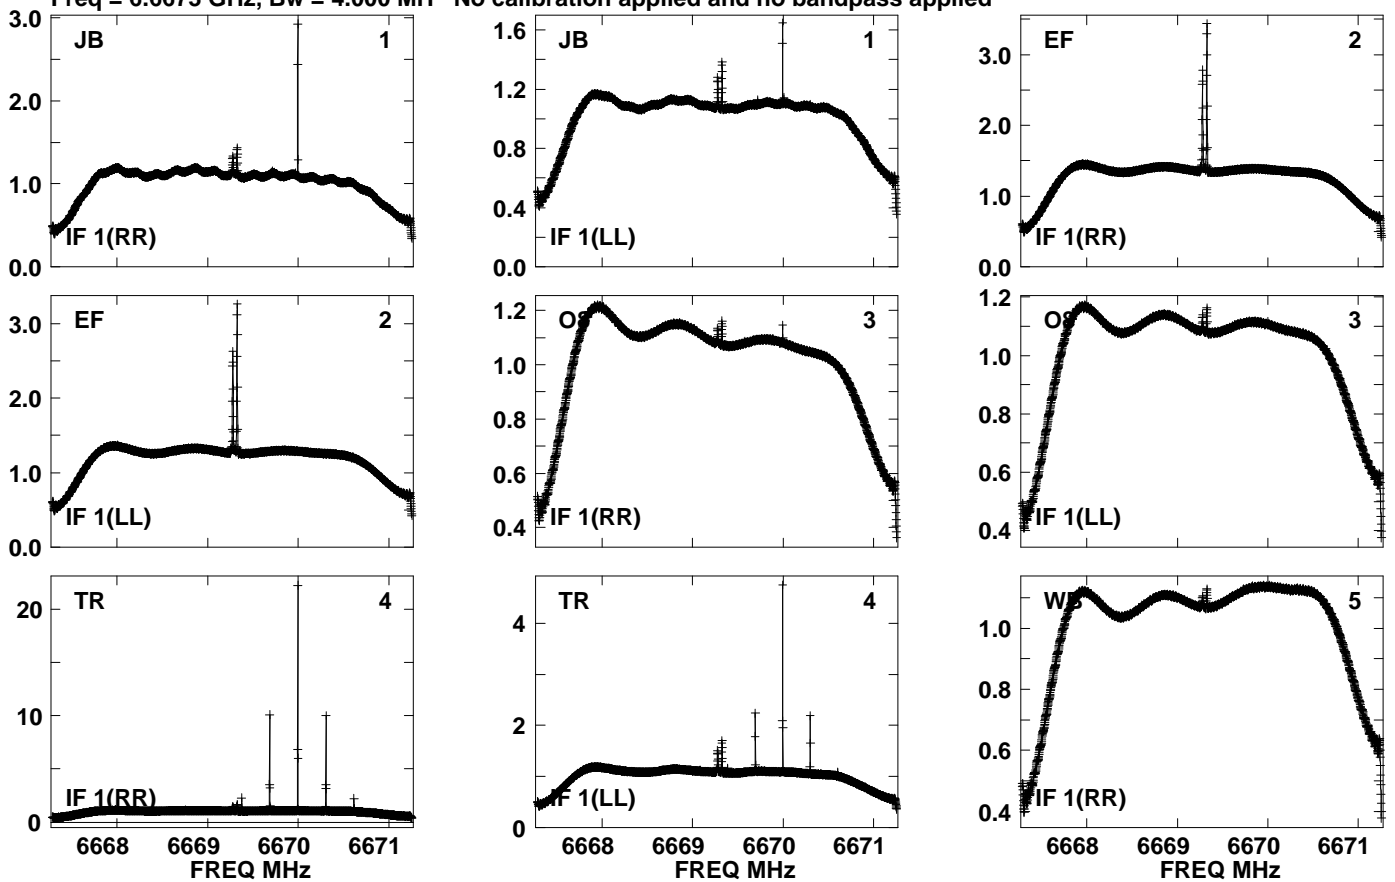 Freq = 6.6675 GHz, Bw = 4.000 MH No calibration applied and no bandpass applied
3.0
2.0
1.0
0.0
JB 1
IF 1(RR)
1.6
1.2
0.8
0.4
0.0
JB 1
IF 1(LL)
3.0
2.0
1.0
0.0
EF 2
IF 1(RR)
3.0
2.0
1.0
0.0
EF 2
IF 1(LL)
1.2
1.0
0.8
0.6
0.4
O8 3
IF 1(RR)
1.2
1.0
0.8
0.6
0.4
O8 3
IF 1(LL)
20
10
0
TR 4
IF 1(RR)
6668 6669 6670 6671
FREQ MHz
4
2
0
TR 4
IF 1(LL)
6668 6669 6670 6671
FREQ MHz
1.0
0.8
0.6
0.4
WB 5
IF 1(RR)
6668 6669 6670 6671
FREQ MHz